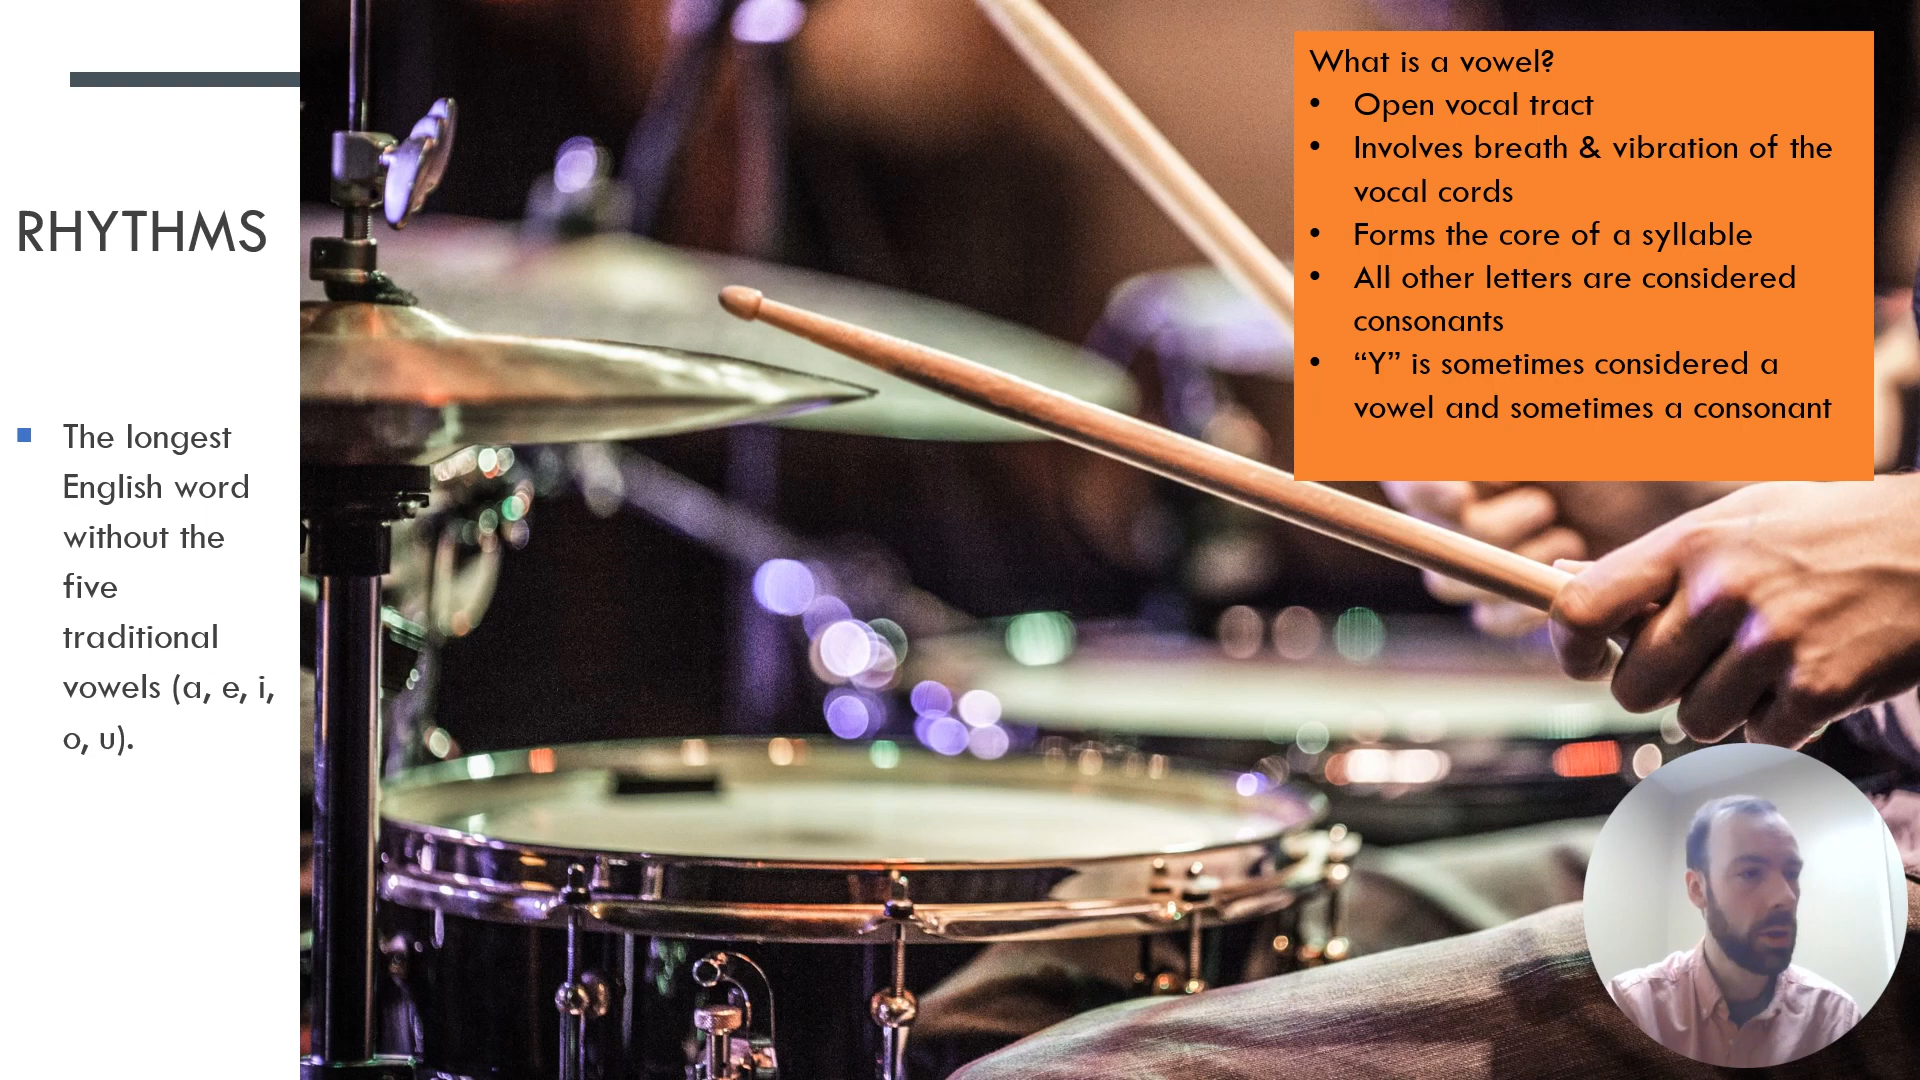 RHYTHMS
The longest
English word
without the
five
traditional
vowels (a, e, i,
o, u).
What is a vowel?
• Open vocal tract
• Involves breath & vibration of the
vocal cords
• Forms the core of a syllable
• All other letters are considered
consonants
• “Y” is sometimes considered a
vowel and sometimes a consonant